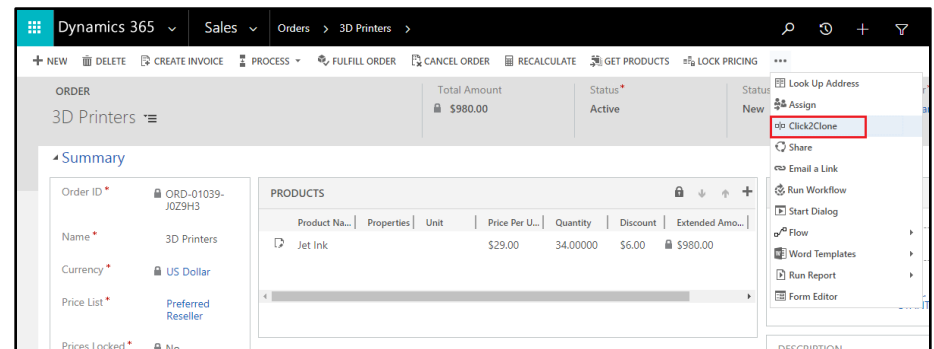 Dynamics 365 Sales Orders > 3D Printers >
NEW DELETE CREATE INVOICE PROCESS FULFILL ORDER CANCEL ORDER RECALCULATE GET PRODUCTS LOCK PRICING ...
ORDER
3D Printers
Total Amount
$980.00
Status*
Active
Status
New
Look Up Address
Assign
Click2Clone
Share
Email a Link
Run Workflow
Start Dialog
Flow
Word Templates
Run Report
Form Editor
Summary
Order ID* ORD-01039-
J0Z9H3
Name* 3D Printers
Currency* US Dollar
Price List* Preferred
Reseller
Prices Locked* No
PRODUCTS
Product Na... Properties Unit Price Per U... Quantity Discount Extended Amo...
Jet Ink $29.00 34.00000 $6.00 $980.00
DESCRIPTION